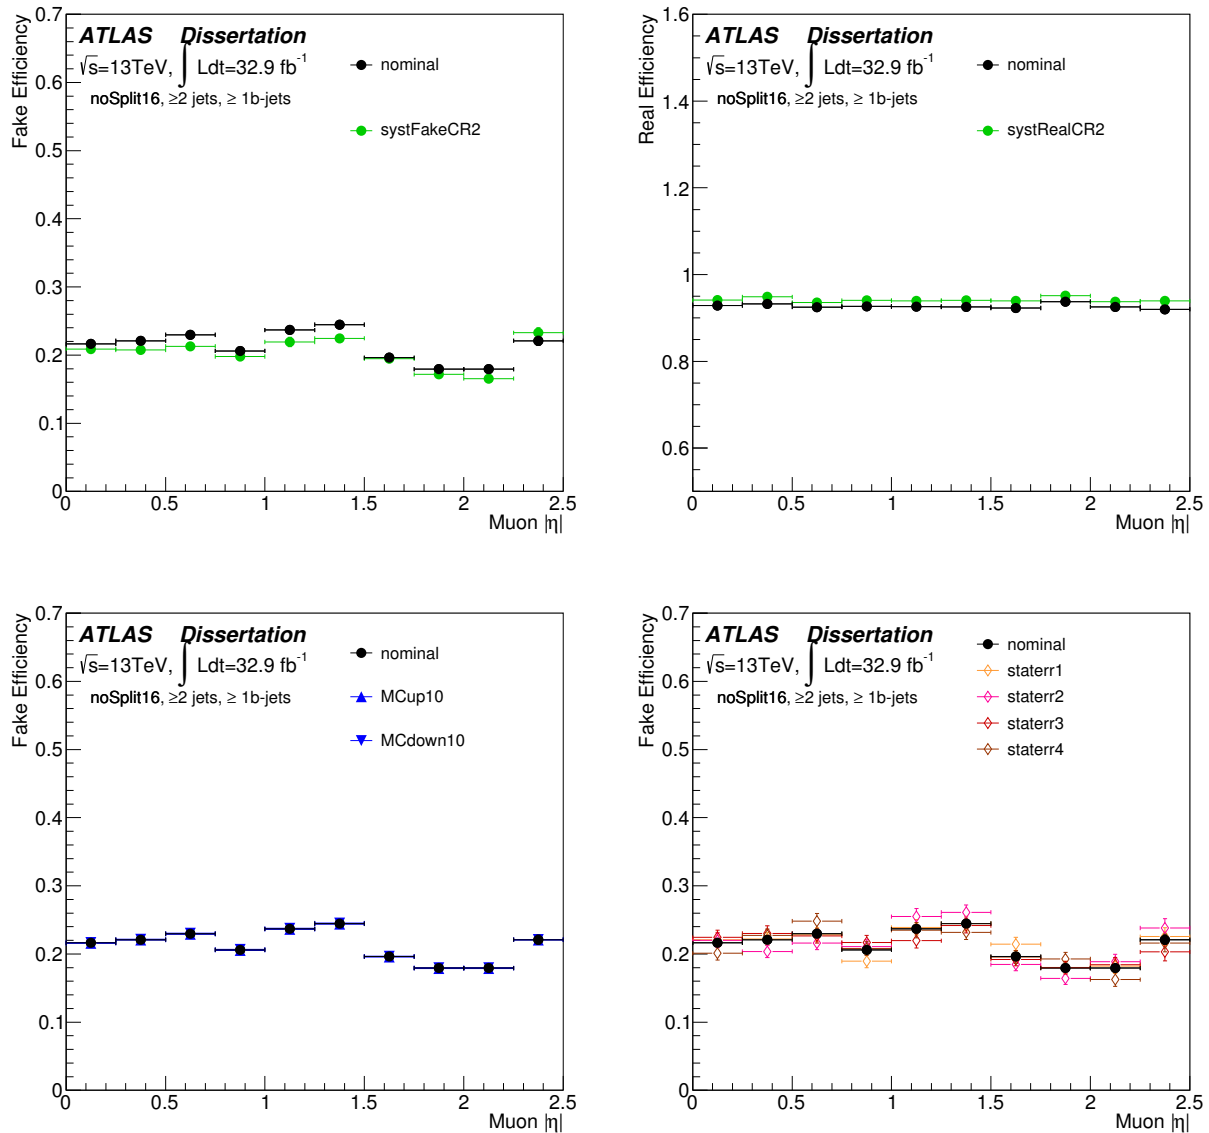 ATLAS Dissertation
√s=13TeV, ∫ Ldt=32.9 fb⁻¹
noSplit16, ≥2 jets, ≥ 1b-jets
nominal
systFakeCR2
Fake Efficiency
0.7
0.6
0.5
0.4
0.3
0.2
0.1
0
0 0.5 1 1.5 2 2.5
Muon |η|
ATLAS Dissertation
√s=13TeV, ∫ Ldt=32.9 fb⁻¹
noSplit16, ≥2 jets, ≥ 1b-jets
nominal
systRealCR2
Real Efficiency
1.6
1.4
1.2
1
0.8
0.6
0 0.5 1 1.5 2 2.5
Muon |η|
ATLAS Dissertation
√s=13TeV, ∫ Ldt=32.9 fb⁻¹
noSplit16, ≥2 jets, ≥ 1b-jets
nominal
MCup10
MCdown10
Fake Efficiency
0.7
0.6
0.5
0.4
0.3
0.2
0.1
0
0 0.5 1 1.5 2 2.5
Muon |η|
ATLAS Dissertation
√s=13TeV, ∫ Ldt=32.9 fb⁻¹
noSplit16, ≥2 jets, ≥ 1b-jets
nominal
staterr1
staterr2
staterr3
staterr4
Fake Efficiency
0.7
0.6
0.5
0.4
0.3
0.2
0.1
0
0 0.5 1 1.5 2 2.5
Muon |η|